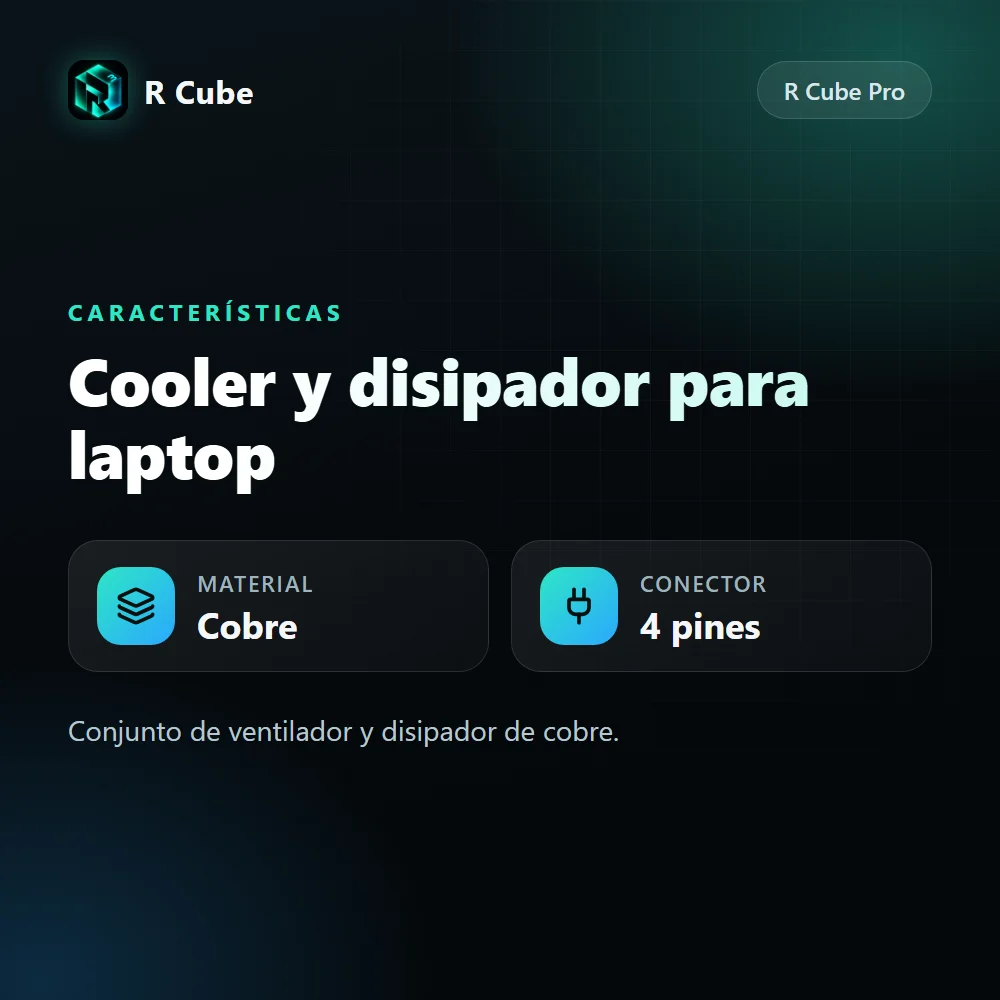 R Cube
R Cube Pro
CARACTERÍSTICAS
Cooler y disipador para
laptop
MATERIAL
Cobre
CONECTOR
4 pines
Conjunto de ventilador y disipador de cobre.